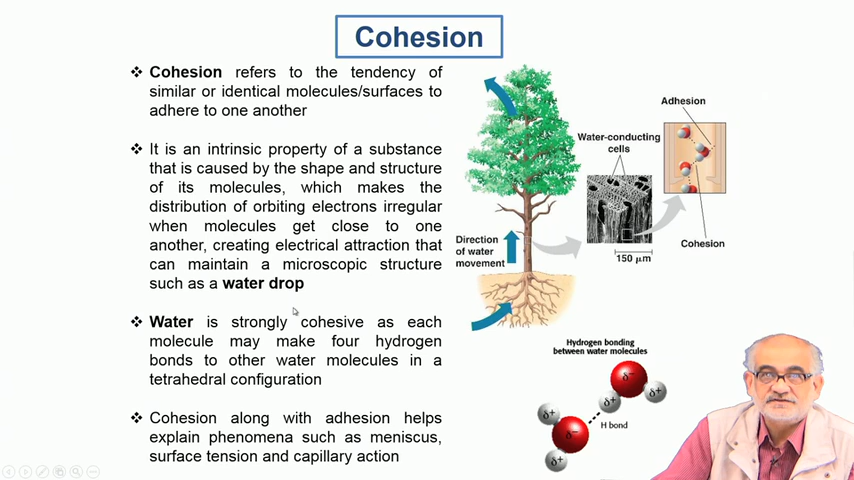 Cohesion
❖ Cohesion refers to the tendency of
similar or identical molecules/surfaces to
adhere to one another
❖ It is an intrinsic property of a substance
that is caused by the shape and structure
of its molecules, which makes the
distribution of orbiting electrons irregular
when molecules get close to one
another, creating electrical attraction that
can maintain a microscopic structure
such as a water drop
❖ Water is strongly cohesive as each
molecule may make four hydrogen
bonds to other water molecules in a
tetrahedral configuration
❖ Cohesion along with adhesion helps
explain phenomena such as meniscus,
surface tension and capillary action
Adhesion
Water-conducting
cells
Direction
of water
movement
150 μm
Cohesion
Hydrogen bonding
between water molecules
δ−
δ+
δ+
δ+
H bond
δ−
δ+